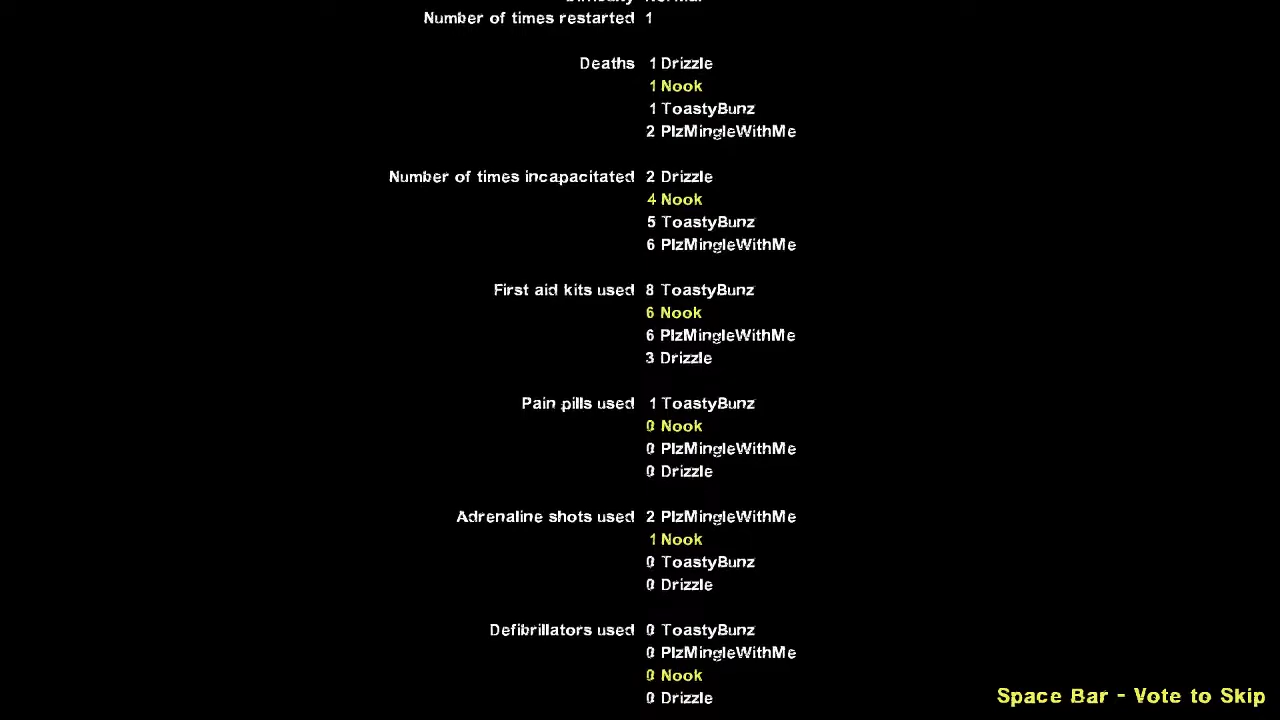 Difficulty Normal
Number of times restarted 1
Deaths 1 Drizzle
1 Nook
1 ToastyBunz
2 PlzMingleWithMe
Number of times incapacitated 2 Drizzle
4 Nook
5 ToastyBunz
6 PlzMingleWithMe
First aid kits used 8 ToastyBunz
6 Nook
6 PlzMingleWithMe
3 Drizzle
Pain pills used 1 ToastyBunz
0 Nook
0 PlzMingleWithMe
0 Drizzle
Adrenaline shots used 2 PlzMingleWithMe
1 Nook
0 ToastyBunz
0 Drizzle
Defibrillators used 0 ToastyBunz
0 PlzMingleWithMe
0 Nook
0 Drizzle
Space Bar - Vote to Skip